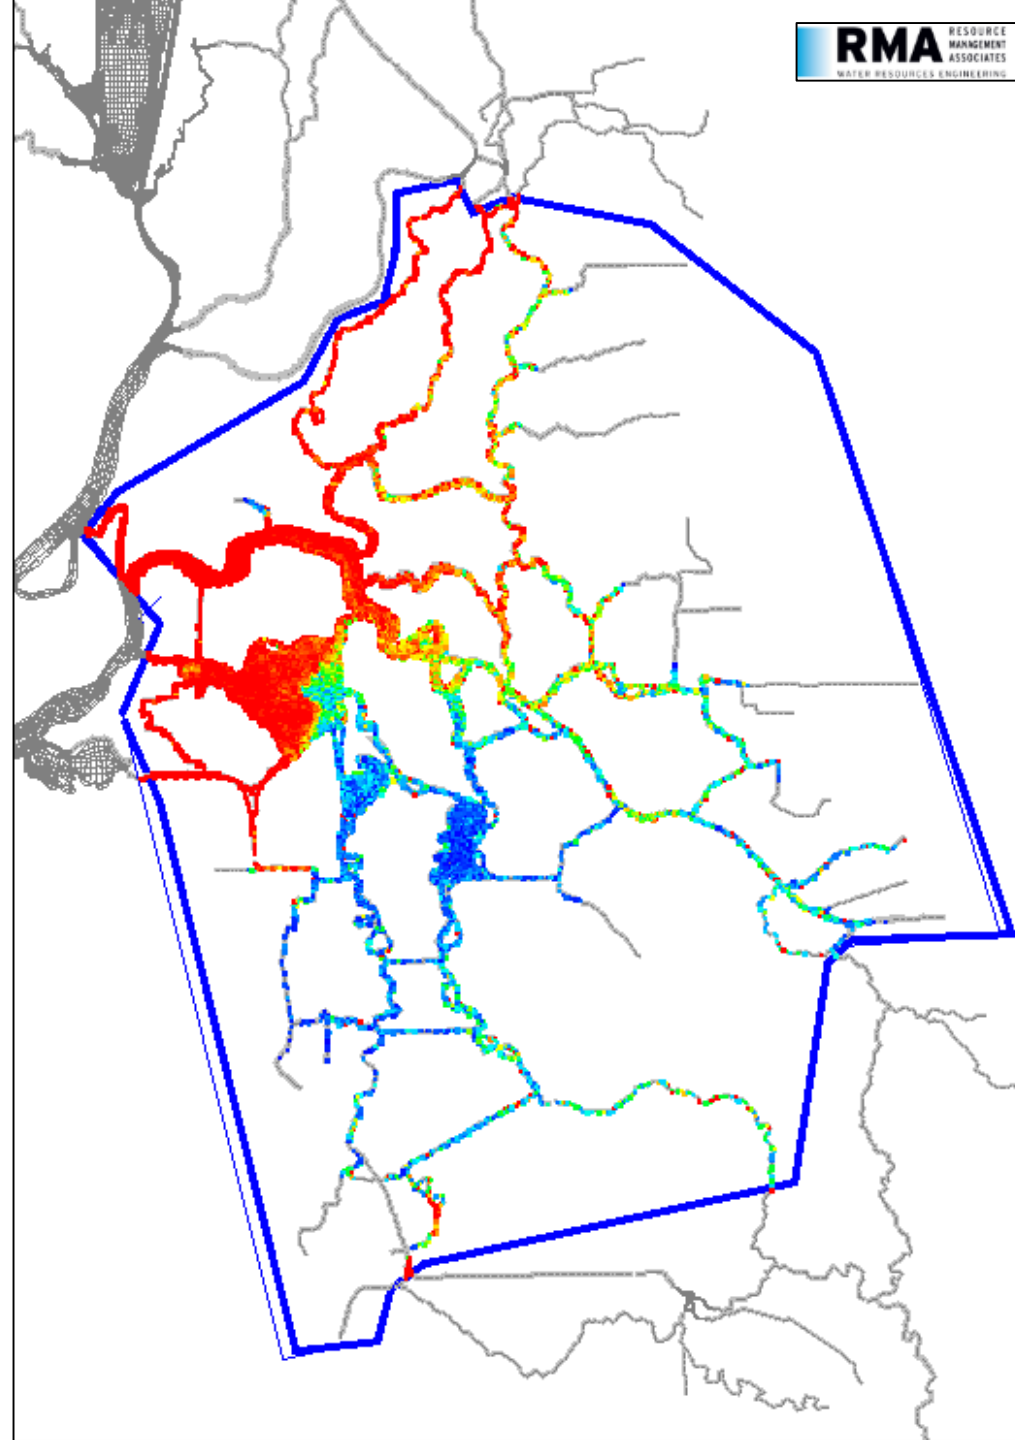 RMA
RESOURCE
MANAGEMENT
ASSOCIATES
WATER RESOURCES ENGINEERING